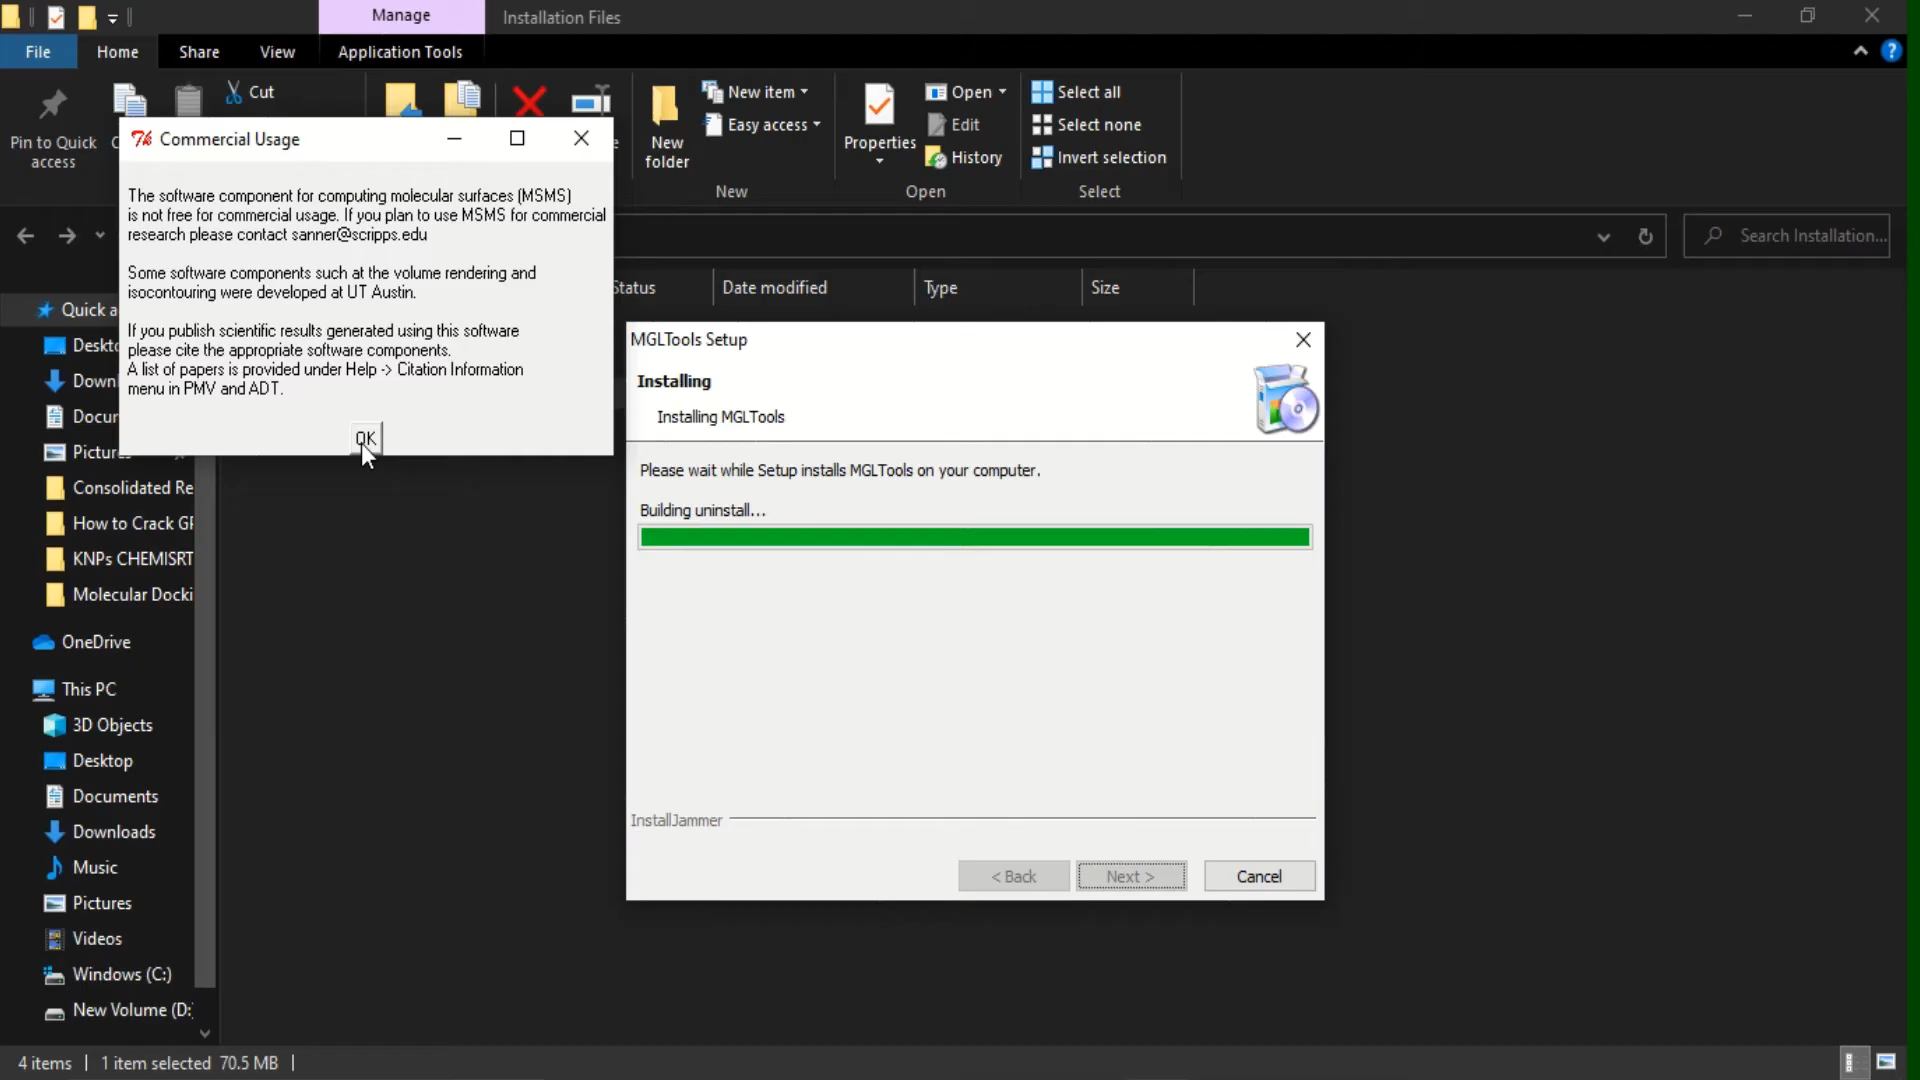 Manage
Installation Files
File
Home
Share
View
Application Tools
Pin to Quick
access
Cut
New
folder
New item
Easy access
New
Properties
Open
Edit
History
Open
Select all
Select none
Invert selection
Select
Commercial Usage
The software component for computing molecular surfaces (MSMS)
is not free for commercial usage. If you plan to use MSMS for commercial
research please contact sanner@scripps.edu
Some software components such at the volume rendering and
isocontouring were developed at UT Austin.
If you publish scientific results generated using this software
please cite the appropriate software components.
A list of papers is provided under Help -> Citation Information
menu in PMV and ADT.
OK
Search Installation...
Status
Date modified
Type
Size
MGLTools Setup
Installing
Installing MGLTools
Please wait while Setup installs MGLTools on your computer.
Building uninstall...
InstallJammer
< Back
Next >
Cancel
Quick a
Deskt
Down
Docur
Picture
Consolidated Re
How to Crack GI
KNPs CHEMISRT
Molecular Docki
OneDrive
This PC
3D Objects
Desktop
Documents
Downloads
Music
Pictures
Videos
Windows (C:)
New Volume (D:
4 items
1 item selected 70.5 MB